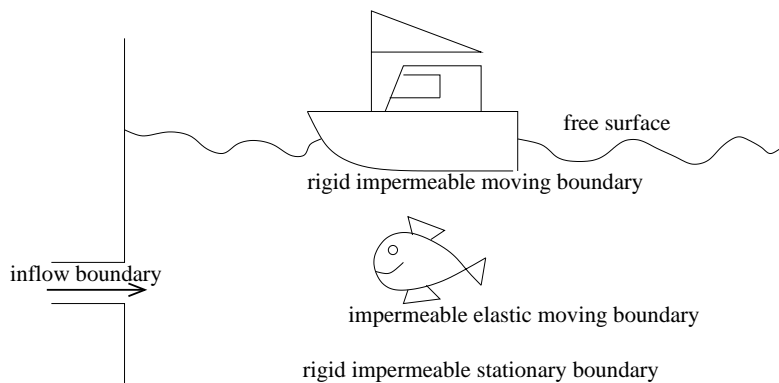 free surface
rigid impermeable moving boundary
inflow boundary
impermeable elastic moving boundary
rigid impermeable stationary boundary